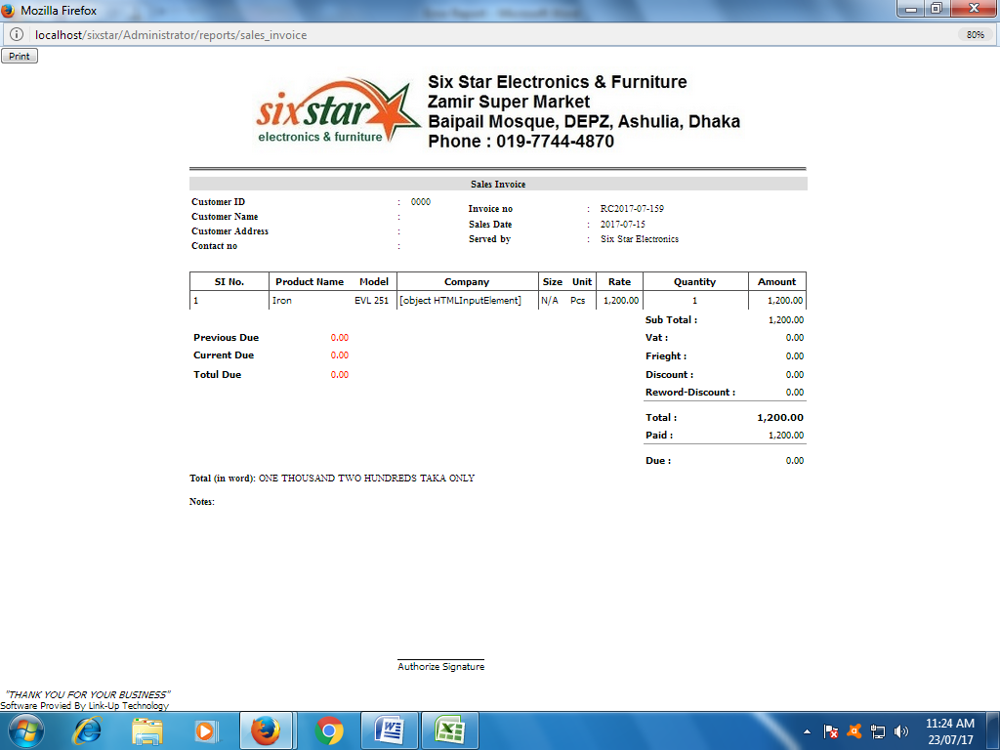 Mozilla Firefox
localhost/sixstar/Administrator/reports/sales_invoice
80%
Print
sixstar
electronics & furniture
Six Star Electronics & Furniture
Zamir Super Market
Baipail Mosque, DEPZ, Ashulia, Dhaka
Phone : 019-7744-4870
Sales Invoice
Customer ID : 0000
Customer Name :
Customer Address :
Contact no :
Invoice no : RC2017-07-159
Sales Date : 2017-07-15
Served by : Six Star Electronics
SI No. Product Name Model Company Size Unit Rate Quantity Amount
1 Iron EVL 251 [object HTMLInputElement] N/A Pcs 1,200.00 1 1,200.00
Sub Total : 1,200.00
Previous Due 0.00
Current Due 0.00
Totul Due 0.00
Vat : 0.00
Frieght : 0.00
Discount : 0.00
Reword-Discount : 0.00
Total : 1,200.00
Paid : 1,200.00
Due : 0.00
Total (in word): ONE THOUSAND TWO HUNDREDS TAKA ONLY
Notes:
Authorize Signature
"THANK YOU FOR YOUR BUSINESS"
Software Provied By Link-Up Technology
11:24 AM
23/07/17